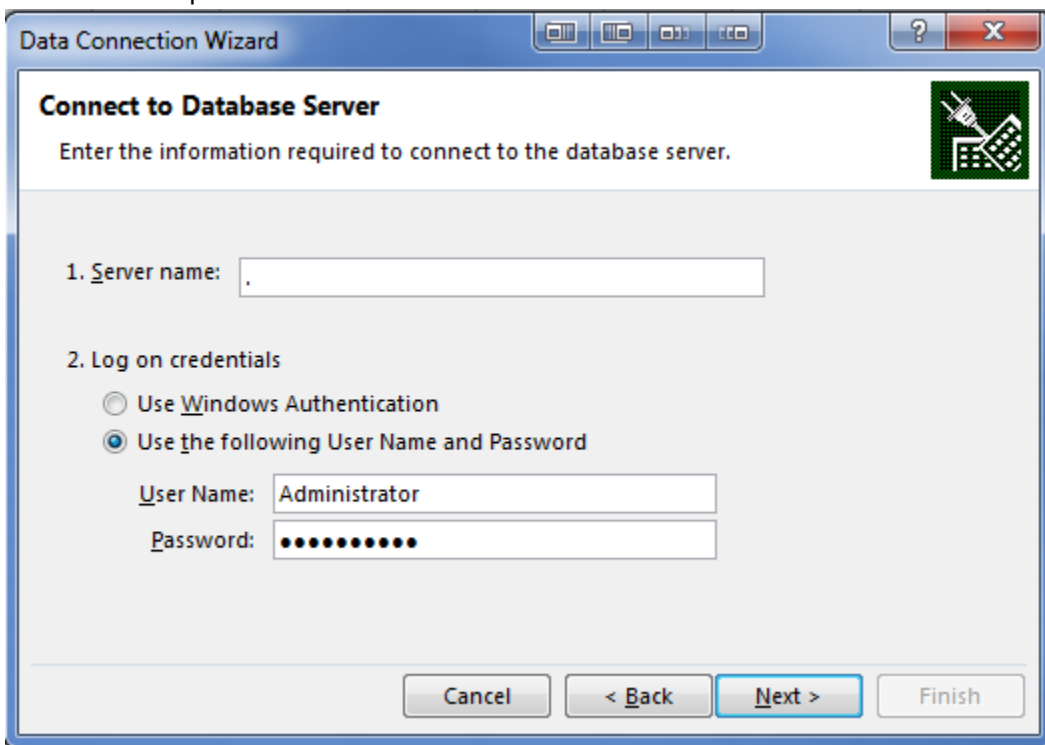 Data Connection Wizard
Connect to Database Server
Enter the information required to connect to the database server.
1. Server name: .
2. Log on credentials
Use Windows Authentication
Use the following User Name and Password
User Name: Administrator
Password: ●●●●●●●●●●
Cancel < Back Next > Finish